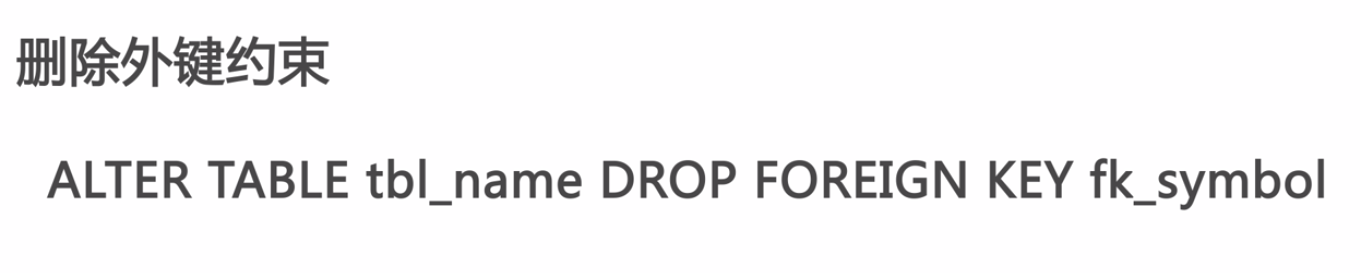 删除外键约束
ALTER TABLE tbl_name DROP FOREIGN KEY fk_symbol